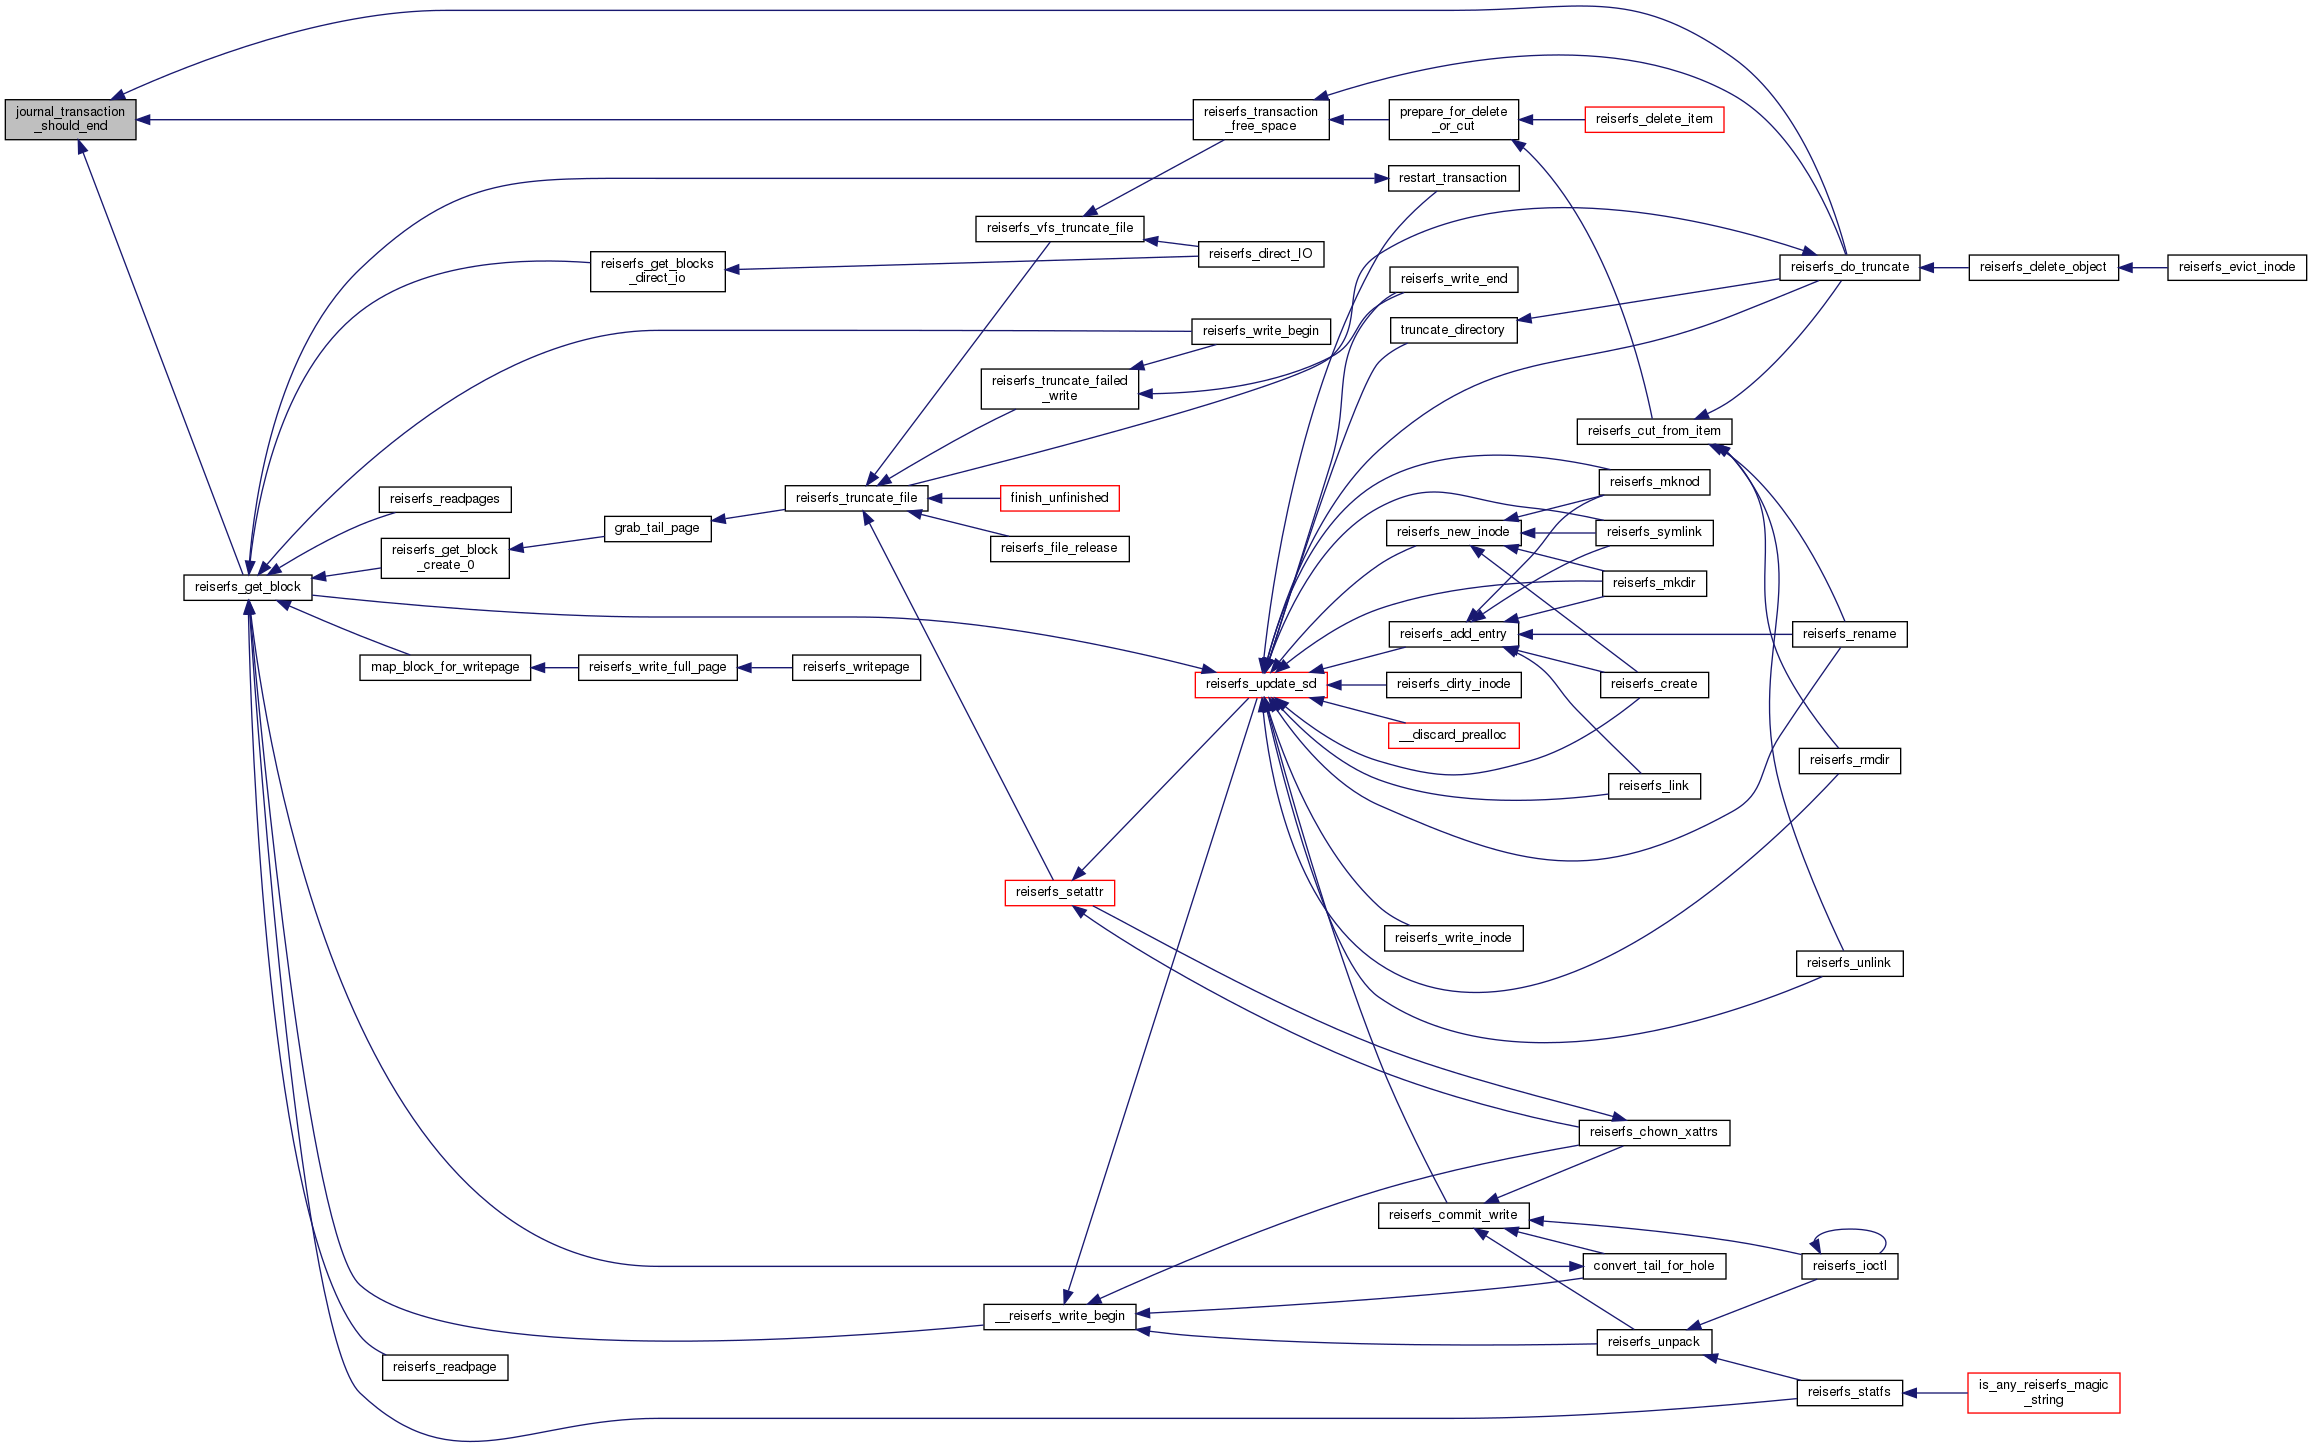 journal_transaction
_should_end
reiserfs_transaction
_free_space
prepare_for_delete
_or_cut
reiserfs_delete_item
restart_transaction
reiserfs_vfs_truncate_file
reiserfs_direct_IO
reiserfs_get_blocks
_direct_io
reiserfs_do_truncate
reiserfs_delete_object
reiserfs_evict_inode
reiserfs_write_end
reiserfs_write_begin
truncate_directory
reiserfs_truncate_failed
_write
reiserfs_cut_from_item
reiserfs_mknod
reiserfs_readpages
reiserfs_truncate_file
finish_unfinished
grab_tail_page
reiserfs_new_inode
reiserfs_symlink
reiserfs_get_block
_create_0
reiserfs_file_release
reiserfs_get_block
reiserfs_mkdir
reiserfs_add_entry
reiserfs_rename
map_block_for_writepage
reiserfs_write_full_page
reiserfs_writepage
reiserfs_update_sd
reiserfs_dirty_inode
reiserfs_create
__discard_prealloc
reiserfs_rmdir
reiserfs_link
reiserfs_setattr
reiserfs_write_inode
reiserfs_unlink
reiserfs_chown_xattrs
reiserfs_commit_write
convert_tail_for_hole
reiserfs_ioctl
__reiserfs_write_begin
reiserfs_unpack
reiserfs_readpage
reiserfs_statfs
is_any_reiserfs_magic
_string